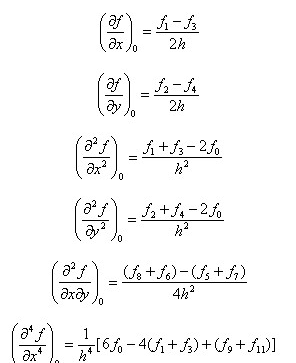 (∂f/∂x)₀ = (f₁ − f₃)/2h
(∂f/∂y)₀ = (f₂ − f₄)/2h
(∂²f/∂x²)₀ = (f₁ + f₃ − 2f₀)/h²
(∂²f/∂y²)₀ = (f₂ + f₄ − 2f₀)/h²
(∂²f/∂x∂y)₀ = ((f₈ + f₆) − (f₅ + f₇))/4h²
(∂⁴f/∂x⁴)₀ = 1/h⁴[6f₀ − 4(f₁ + f₃) + (f₉ + f₁₁)]